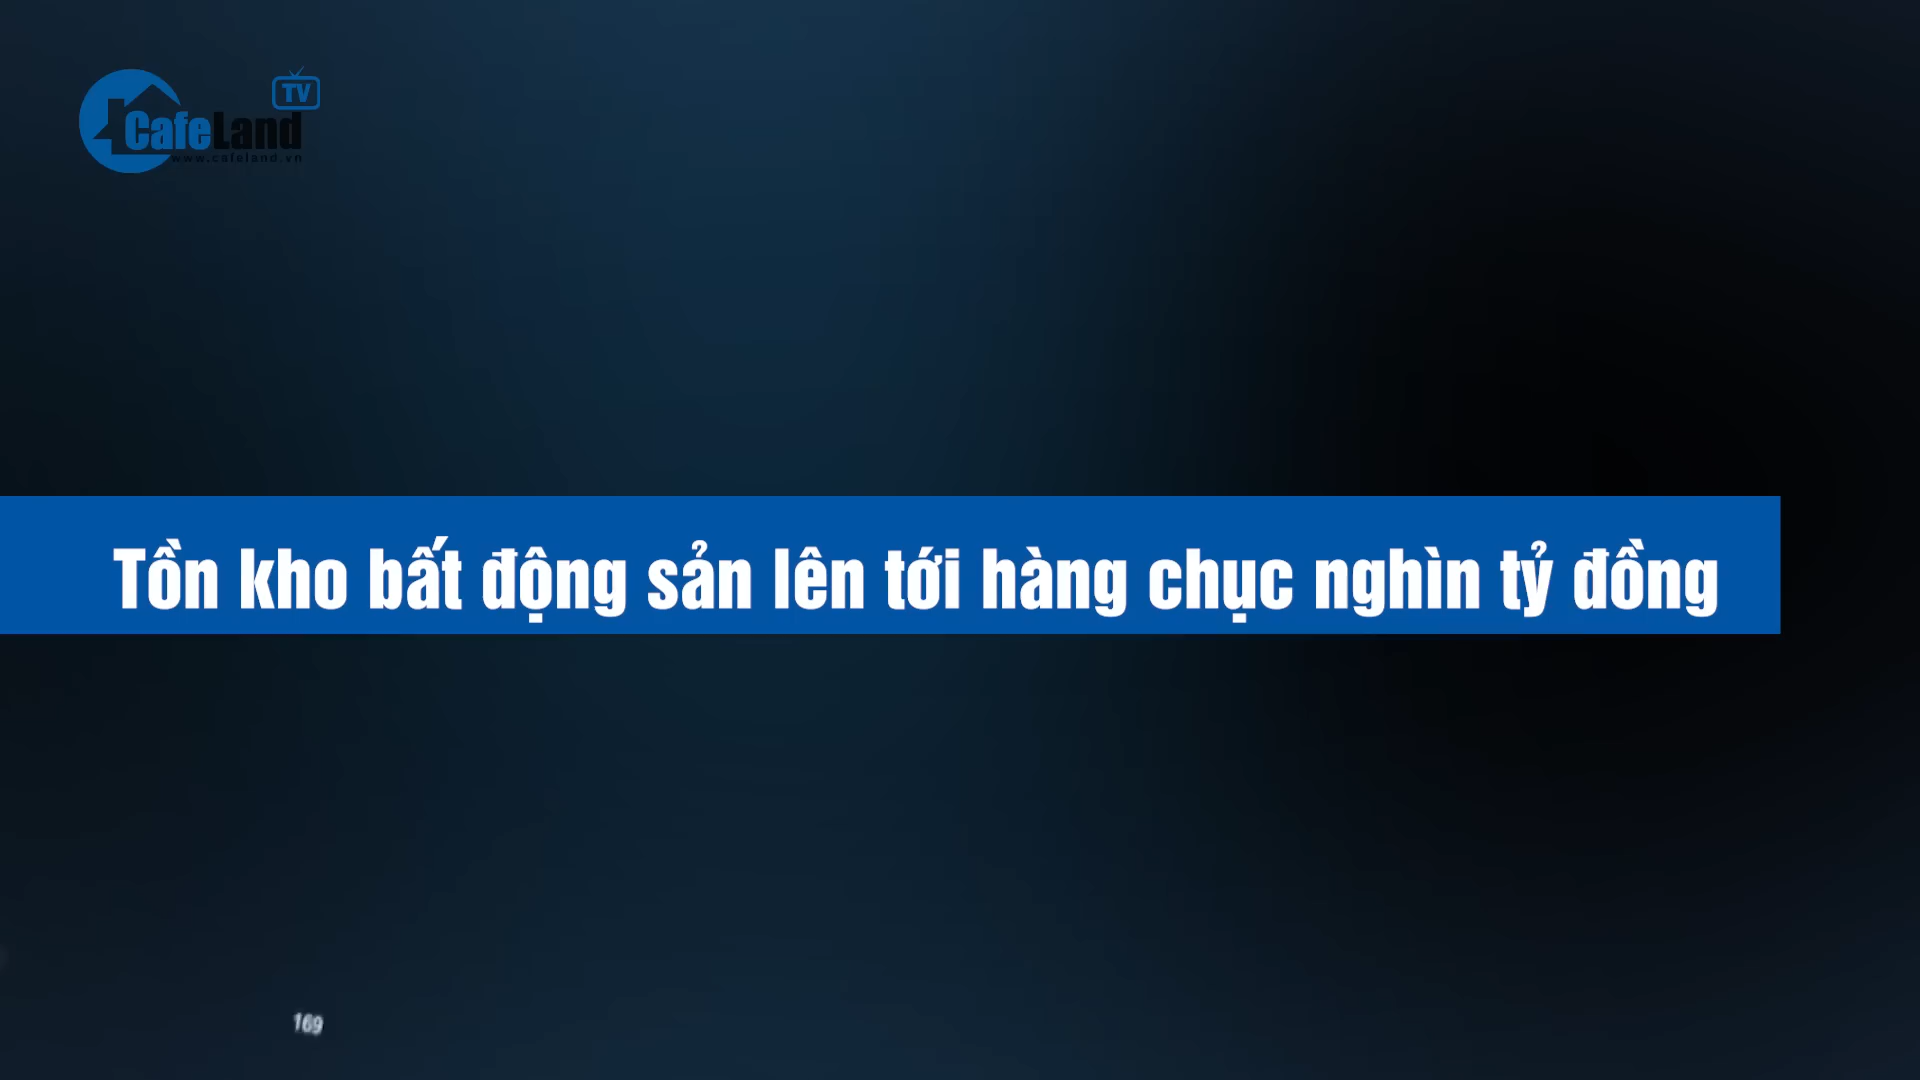 TV
CafeLand
www.cafeland.vn
Tồn kho bất động sản lên tới hàng chục nghìn tỷ đồng
169